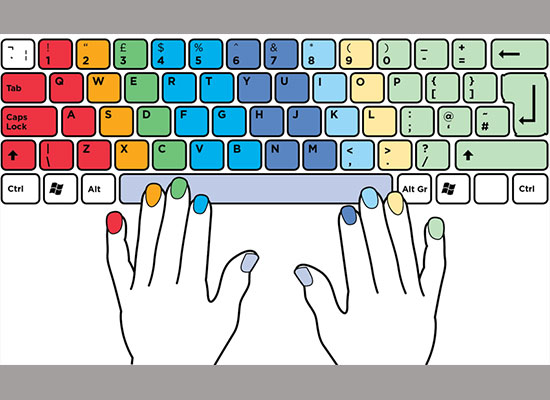 ¬ ! " £ $ % ^ & * ( ) _ +
` ¦ 1 2 3 4 5 6 7 8 9 0 - =
Tab Q W E R T Y U I O P { [ } ]
Caps Lock A S D F G H J K L : ; @ ' ~ #
| \ Z X C V B N M < , > . ? /
Ctrl Alt Alt Gr Ctrl